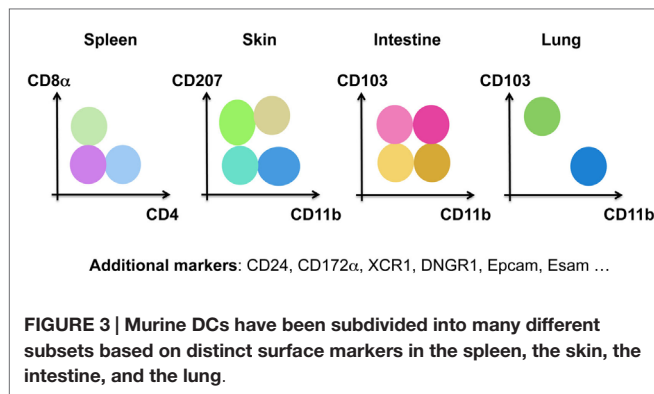 Spleen Skin Intestine Lung
CD8α CD207 CD103 CD103
CD4 CD11b CD11b CD11b
Additional markers: CD24, CD172α, XCR1, DNGR1, Epcam, Esam ...
FIGURE 3 | Murine DCs have been subdivided into many different
subsets based on distinct surface markers in the spleen, the skin, the
intestine, and the lung.